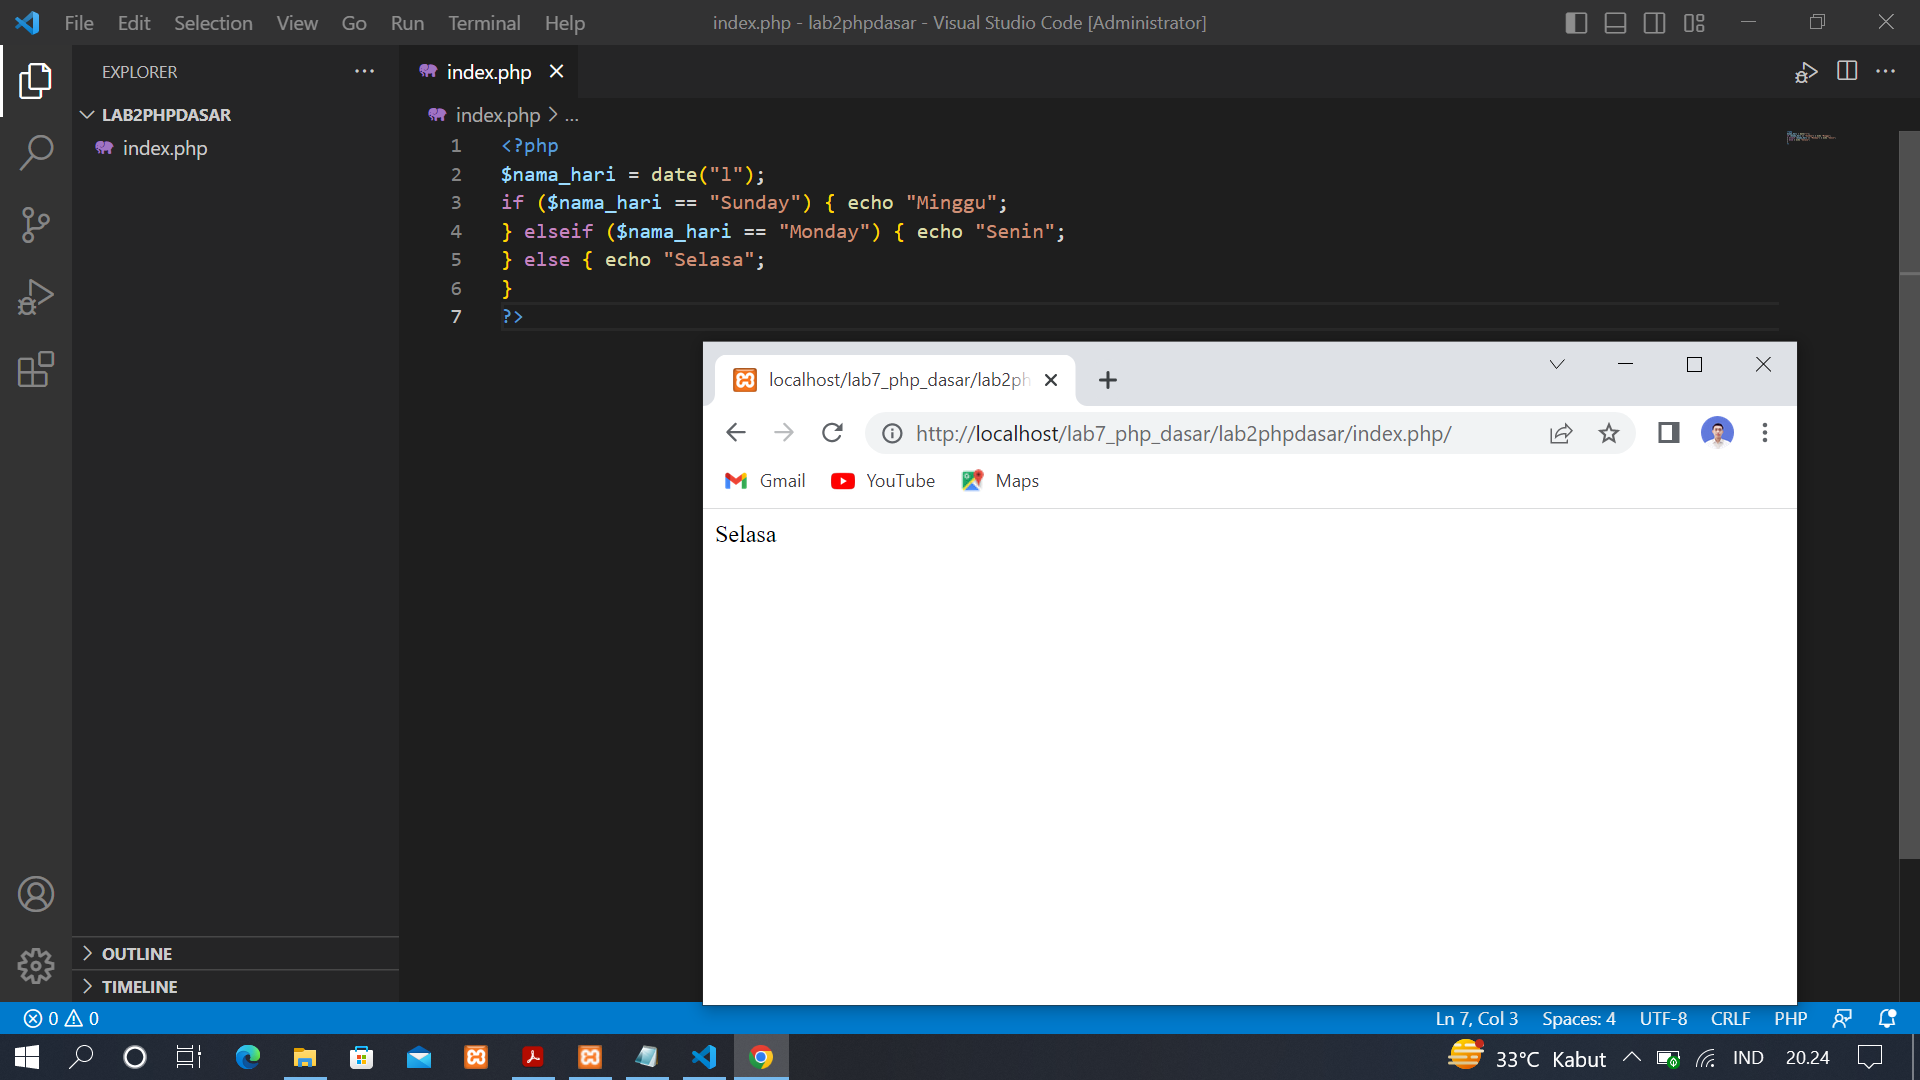 File Edit Selection View Go Run Terminal Help
index.php - lab2phpdasar - Visual Studio Code [Administrator]
EXPLORER
LAB2PHPDASAR
index.php
OUTLINE
TIMELINE
index.php
index.php > ...
1 <?php
2 $nama_hari = date("l");
3 if ($nama_hari == "Sunday") { echo "Minggu";
4 } elseif ($nama_hari == "Monday") { echo "Senin";
5 } else { echo "Selasa";
6 }
7 ?>
localhost/lab7_php_dasar/lab2ph
http://localhost/lab7_php_dasar/lab2phpdasar/index.php/
Gmail YouTube Maps
Selasa
0 0
Ln 7, Col 3 Spaces: 4 UTF-8 CRLF PHP
33°C Kabut IND 20.24